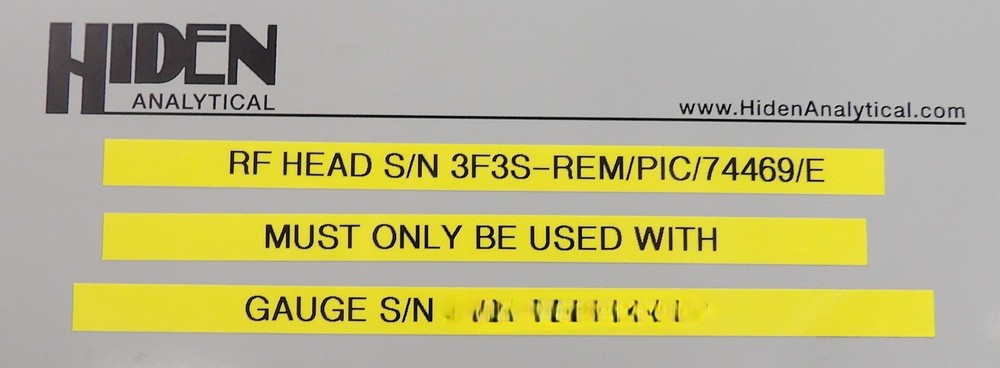 HIDEN
ANALYTICAL
www.HidenAnalytical.com
RF HEAD S/N 3F3S-REM/PIC/74469/E
MUST ONLY BE USED WITH
GAUGE S/N